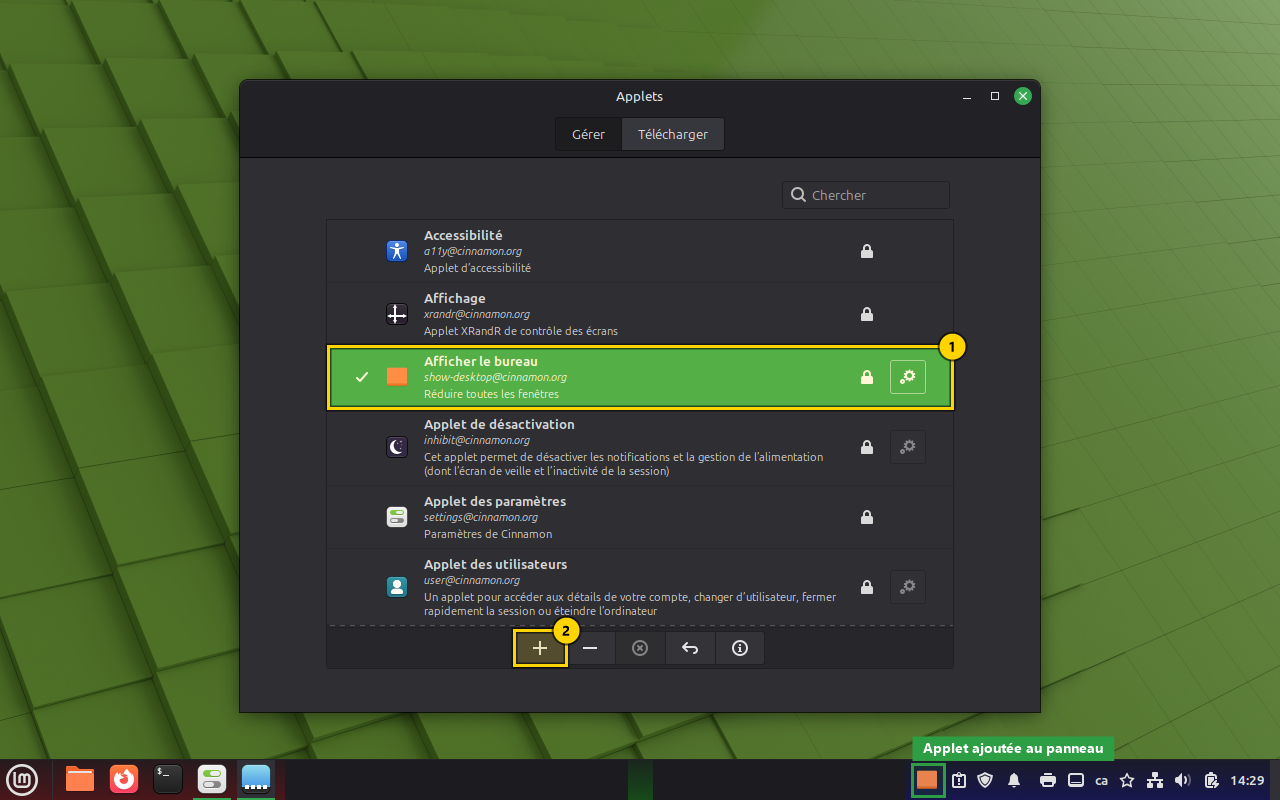 Applets
Gérer
Télécharger
Chercher
Accessibilité
a11y@cinnamon.org
Applet d'accessibilité
Affichage
xrandr@cinnamon.org
Applet XRandR de contrôle des écrans
1
Afficher le bureau
show-desktop@cinnamon.org
Réduire toutes les fenêtres
Applet de désactivation
inhibit@cinnamon.org
Cet applet permet de désactiver les notifications et la gestion de l'alimentation
(dont l'écran de veille et l'inactivité de la session)
Applet des paramètres
settings@cinnamon.org
Paramètres de Cinnamon
Applet des utilisateurs
user@cinnamon.org
Un applet pour accéder aux détails de votre compte, changer d'utilisateur, fermer
rapidement la session ou éteindre l'ordinateur
2
Applet ajoutée au panneau
$_
ca
14:29